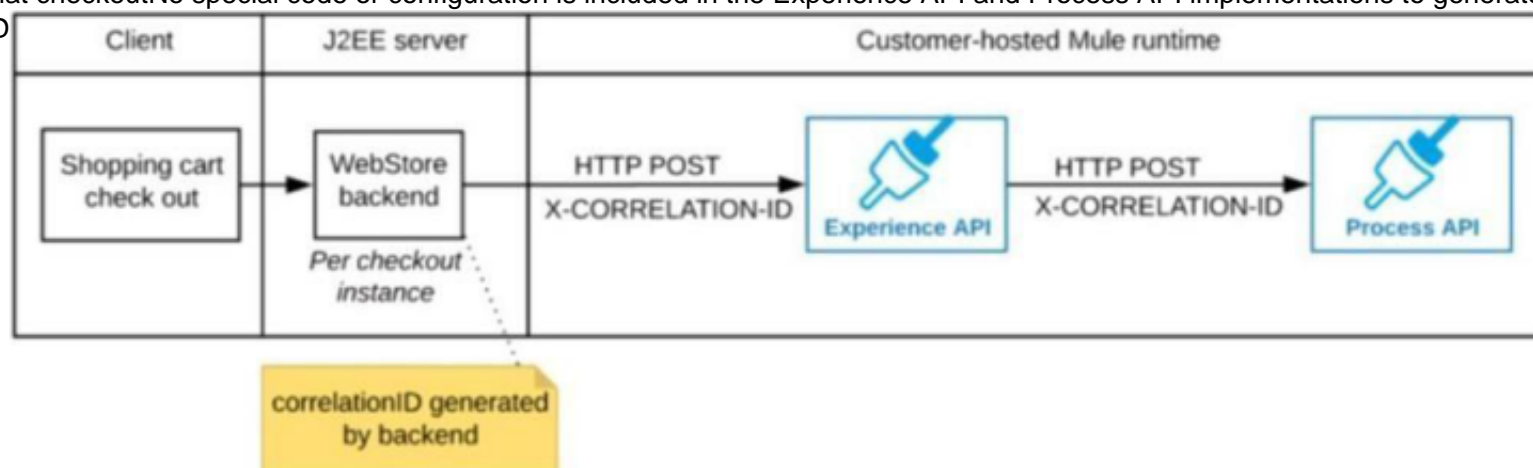 at checkoutNo special code or configuration is included in the Experience API and Process API implementations to generate
D
Client
J2EE server
Customer-hosted Mule runtime
Shopping cart
check out
WebStore
backend
Per checkout
instance
HTTP POST
X-CORRELATION-ID
Experience API
HTTP POST
X-CORRELATION-ID
Process API
correlationID generated
by backend